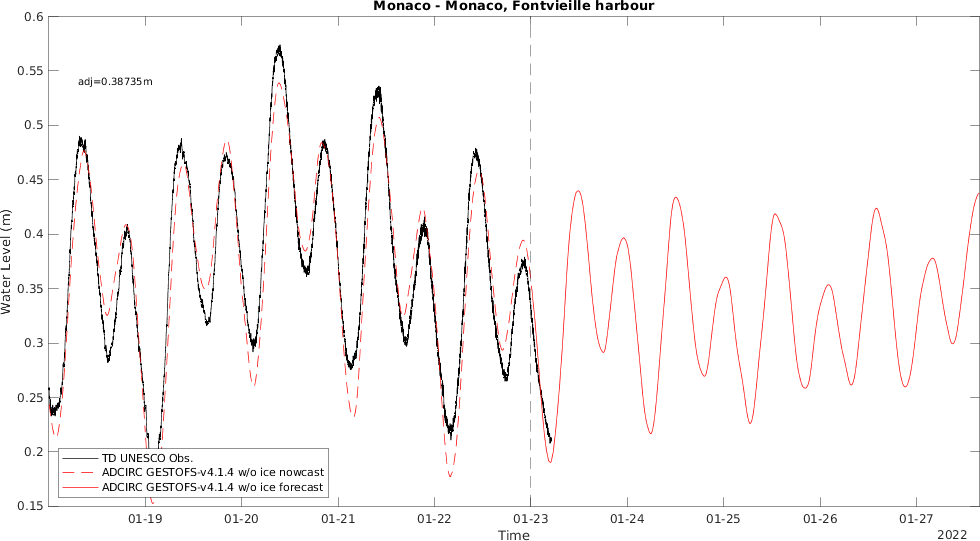 Monaco - Monaco, Fontvieille harbour
0.6
0.55
adj=0.38735m
0.5
0.45
0.4
0.35
0.3
0.25
0.2
0.15
Water Level (m)
TD UNESCO Obs.
ADCIRC GESTOFS-v4.1.4 w/o ice nowcast
ADCIRC GESTOFS-v4.1.4 w/o ice forecast
01-19
01-20
01-21
01-22
01-23
01-24
01-25
01-26
01-27
Time
2022